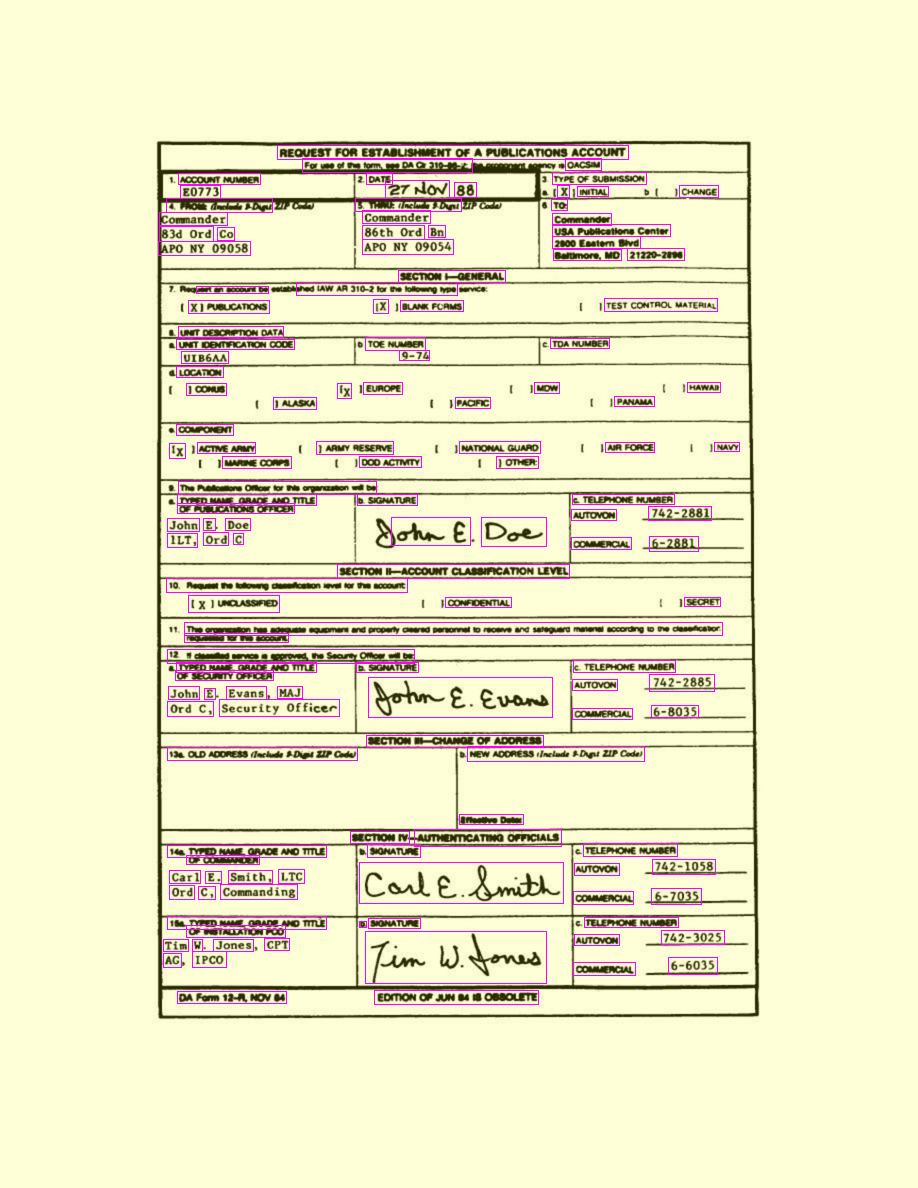 REQUEST FOR ESTABLISHMENT OF A PUBLICATIONS ACCOUNT
For use of this form, see DA Cir 310-86-2; the proponent agency is OACSIM
1. ACCOUNT NUMBER
E0773
2. DATE
27 NOV 88
3. TYPE OF SUBMISSION
a. [ X ] INITIAL b [ ] CHANGE
4. FROM: (Include 9-Digit ZIP Code)
Commander
83d Ord Co
APO NY 09058
5. THRU: (Include 9-Digit ZIP Code)
Commander
86th Ord Bn
APO NY 09054
6. TO:
Commander
USA Publications Center
2800 Eastern Blvd
Baltimore, MD 21220-2896
SECTION I—GENERAL
7. Request an account be established IAW AR 310-2 for the following type service:
[ X ] PUBLICATIONS [X ] BLANK FORMS [ ] TEST CONTROL MATERIAL
8. UNIT DESCRIPTION DATA
a. UNIT IDENTIFICATION CODE
UIB6AA
b TOE NUMBER
9-74
c. TDA NUMBER
d. LOCATION
[ ] CONUS [X ] EUROPE [ ] MDW [ ] HAWAII
[ ] ALASKA [ ] PACIFIC [ ] PANAMA
e. COMPONENT
[X ] ACTIVE ARMY [ ] ARMY RESERVE [ ] NATIONAL GUARD [ ] AIR FORCE [ ] NAVY
[ ] MARINE CORPS [ ] DOD ACTIVITY [ ] OTHER:
9. The Publications Officer for this organization will be
a. TYPED NAME, GRADE AND TITLE
OF PUBLICATIONS OFFICER
John E. Doe
1LT, Ord C
b. SIGNATURE
John E. Doe
c. TELEPHONE NUMBER
AUTOVON 742-2881
COMMERCIAL 6-2881
SECTION II—ACCOUNT CLASSIFICATION LEVEL
10. Request the following classification level for this account:
[ X ] UNCLASSIFIED [ ] CONFIDENTIAL [ ] SECRET
11. This organization has adequate equipment and properly cleared personnel to receive and safeguard material according to the classification
requested for this account.
12. If classified service is approved, the Security Officer will be:
a. TYPED NAME, GRADE AND TITLE
OF SECURITY OFFICER
John E. Evans, MAJ
Ord C, Security Officer
b. SIGNATURE
John E. Evans
c. TELEPHONE NUMBER
AUTOVON 742-2885
COMMERCIAL 6-8035
SECTION III—CHANGE OF ADDRESS
13a. OLD ADDRESS (Include 9-Digit ZIP Code)
b. NEW ADDRESS (Include 9-Digit ZIP Code)
Effective Date:
SECTION IV—AUTHENTICATING OFFICIALS
14a. TYPED NAME, GRADE AND TITLE
OF COMMANDER
Carl E. Smith, LTC
Ord C, Commanding
b. SIGNATURE
Carl E. Smith
c. TELEPHONE NUMBER
AUTOVON 742-1058
COMMERCIAL 6-7035
15a. TYPED NAME, GRADE AND TITLE
OF INSTALLATION PCO
Tim W. Jones, CPT
AG, IPCO
b. SIGNATURE
Tim W. Jones
c. TELEPHONE NUMBER
AUTOVON 742-3025
COMMERCIAL 6-6035
DA Form 12-R, NOV 84
EDITION OF JUN 84 IS OBSOLETE